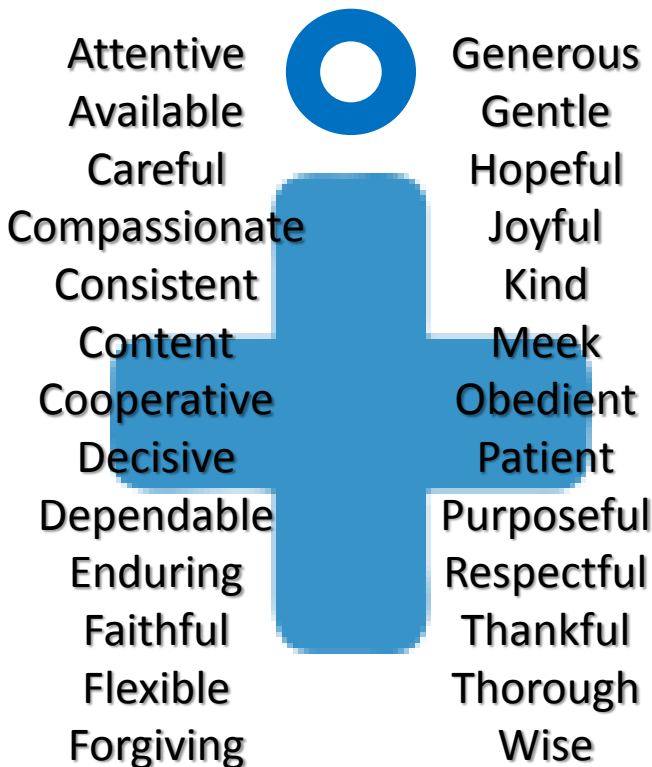 Attentive
Available
Careful
Compassionate
Consistent
Content
Cooperative
Decisive
Dependable
Enduring
Faithful
Flexible
Forgiving
Generous
Gentle
Hopeful
Joyful
Kind
Meek
Obedient
Patient
Purposeful
Respectful
Thankful
Thorough
Wise